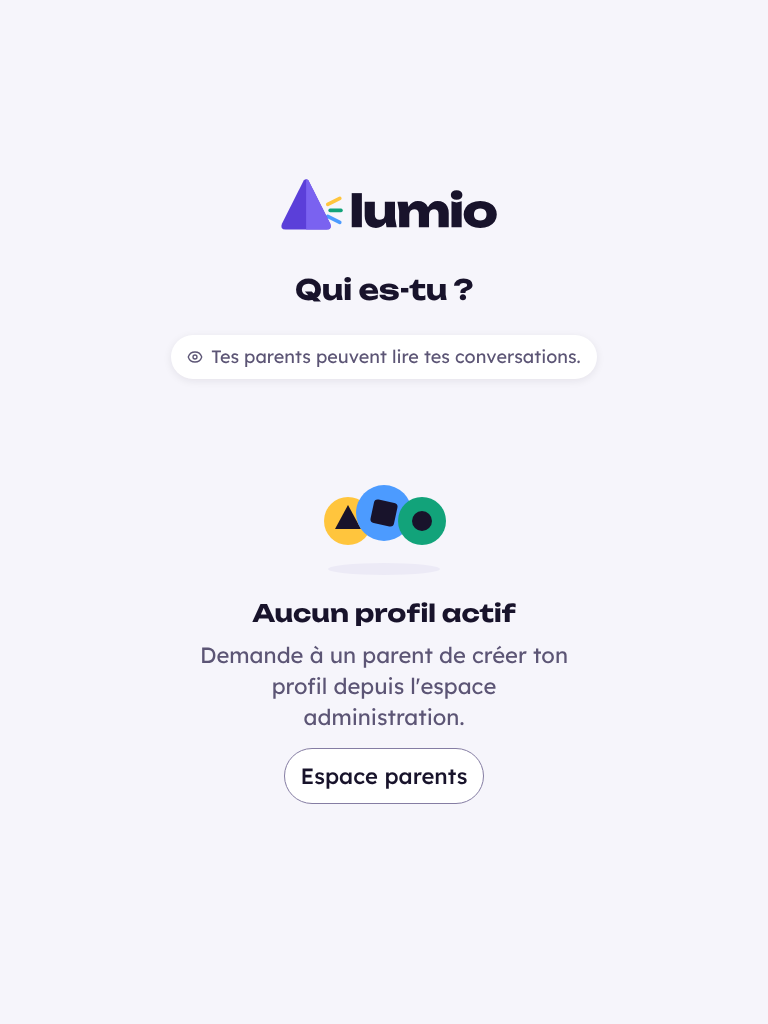 lumio
Qui es-tu ?
Tes parents peuvent lire tes conversations.
Aucun profil actif
Demande à un parent de créer ton
profil depuis l'espace
administration.
Espace parents